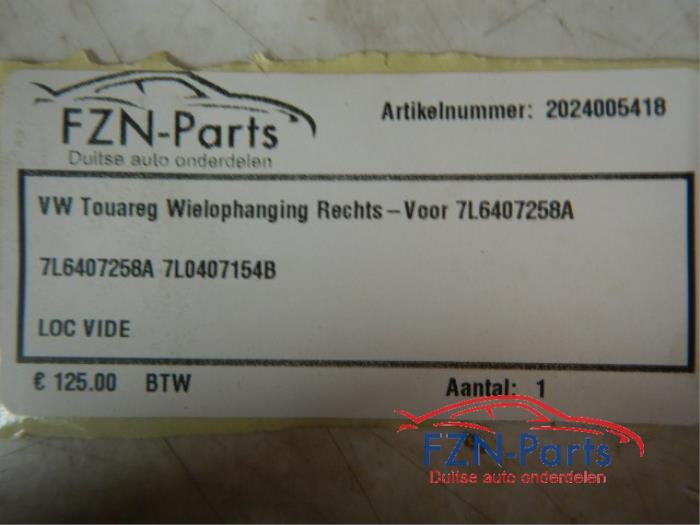 FZN-Parts
Duitse auto onderdelen
Artikelnummer: 2024005418
VW Touareg Wielophanging Rechts-Voor 7L6407258A
7L6407258A 7L0407154B
LOC VIDE
€ 125.00 BTW
Aantal: 1
FZN-Parts
Duitse auto onderdelen